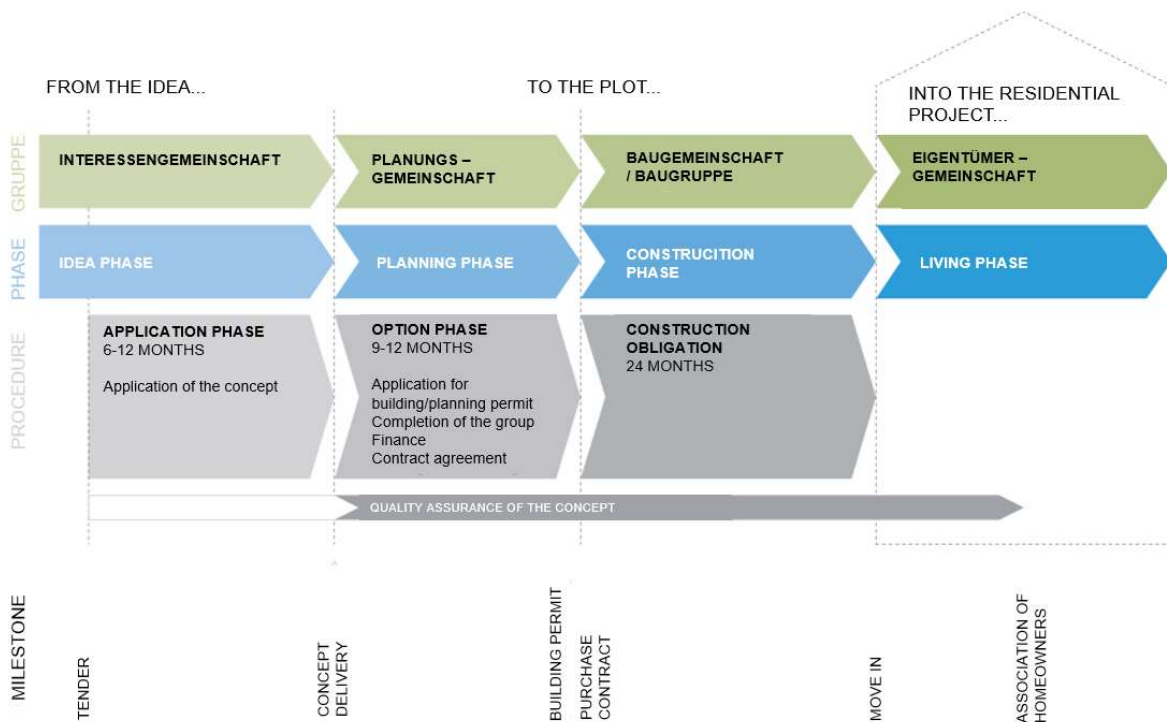 FROM THE IDEA...
TO THE PLOT...
INTO THE RESIDENTIAL
PROJECT...
GRUPPE
INTERESSENGEMEINSCHAFT
PLANUNGS –
GEMEINSCHAFT
BAUGEMEINSCHAFT
/ BAUGRUPPE
EIGENTÜMER –
GEMEINSCHAFT
PHASE
IDEA PHASE
PLANNING PHASE
CONSTRUCITION
PHASE
LIVING PHASE
PROCEDURE
APPLICATION PHASE
6-12 MONTHS
Application of the concept
OPTION PHASE
9-12 MONTHS
Application for
building/planning permit
Completion of the group
Finance
Contract agreement
CONSTRUCTION
OBLIGATION
24 MONTHS
QUALITY ASSURANCE OF THE CONCEPT
MILESTONE
TENDER
CONCEPT
DELIVERY
BUILDING PERMIT
PURCHASE
CONTRACT
MOVE IN
ASSOCIATION OF
HOMEOWNERS